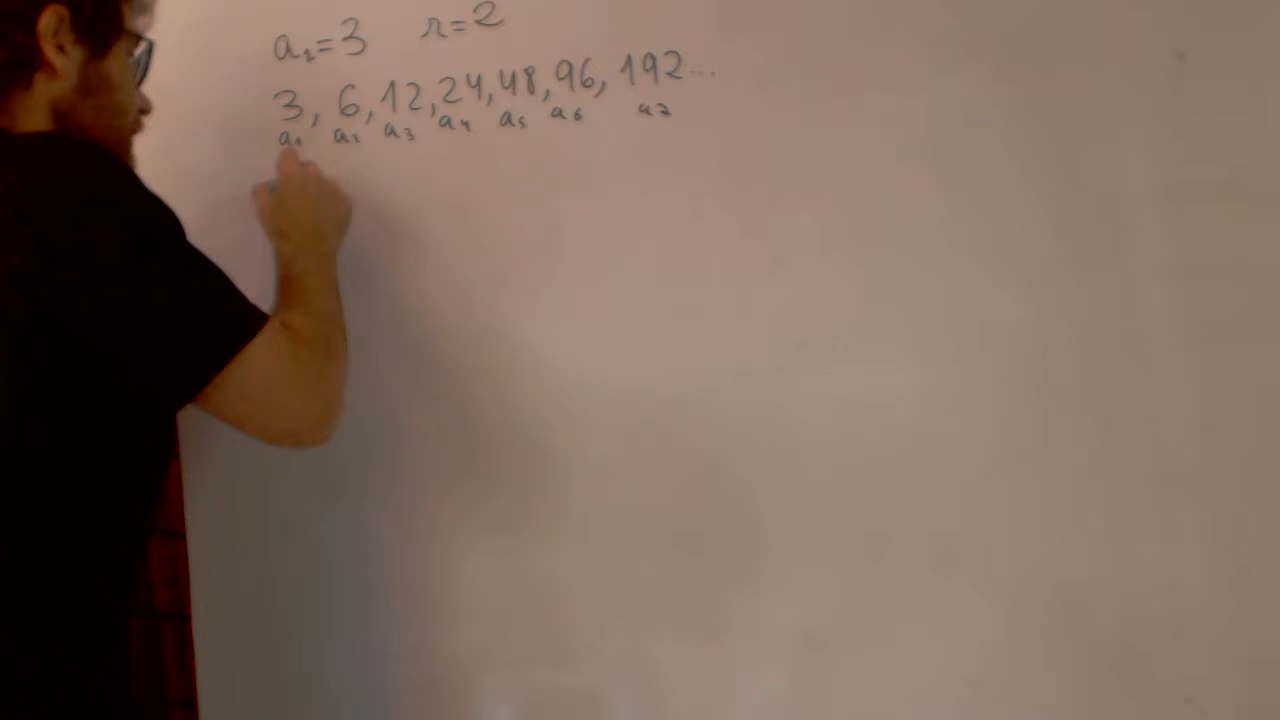 a₁=3 r=2
3, 6, 12, 24, 48, 96, 192...
a₁ a₂ a₃ a₄ a₅ a₆ a₇